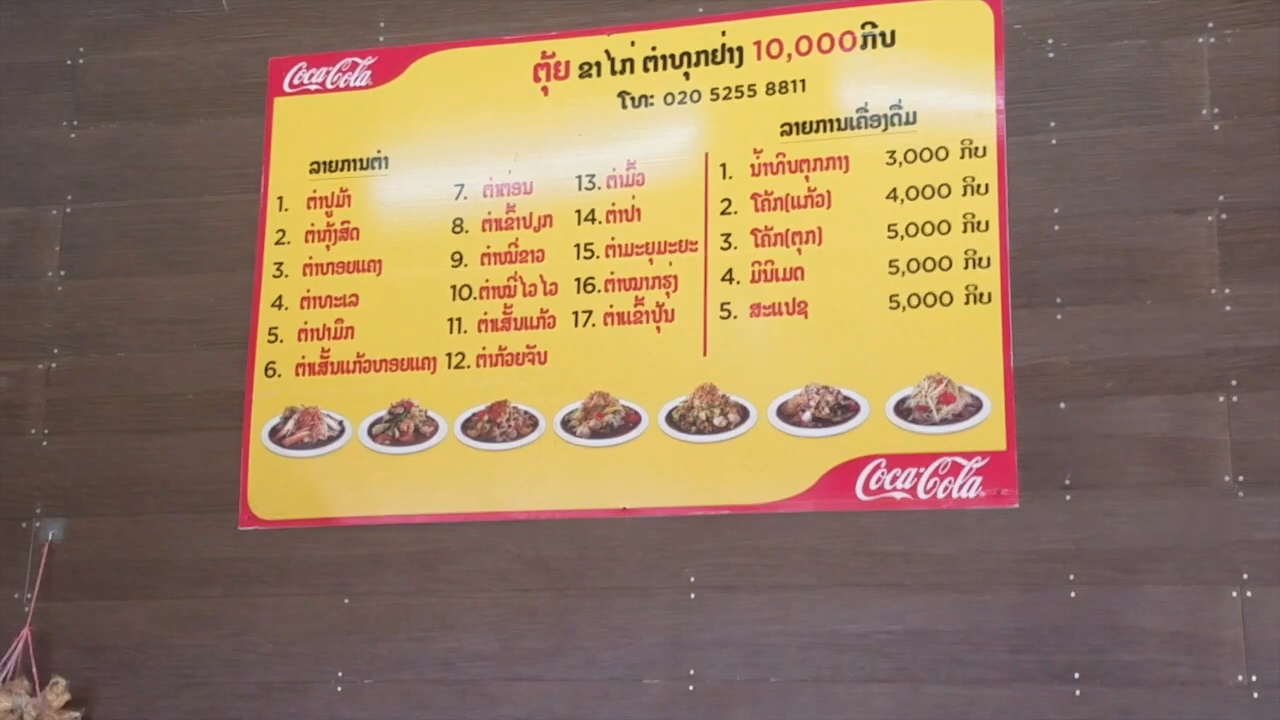 Coca-Cola
ຕຸ້ຍ ຂາໄກ່ ຕຳທຸກຢ່າງ 10,000ກີບ
ໂທ: 020 5255 8811
ລາຍການຕຳ
1. ຕຳປູມ້າ
2. ຕຳກຸ້ງສົດ
3. ຕຳຫອຍແຄງ
4. ຕຳທະເລ
5. ຕຳປາມຶກ
6. ຕຳເສັ້ນແກ້ວຫອຍແຄງ
7. ຕຳຕ່ອນ
8. ຕຳເຂົ້າປຽກ
9. ຕຳໝີ່ຂາວ
10. ຕຳໝີ່ໄວໄວ
11. ຕຳເສັ້ນແກ້ວ
12. ຕຳກ້ວຍຈັບ
13. ຕຳມົ້ວ
14. ຕຳປ່າ
15. ຕຳມະຍຸມະຍະ
16. ຕຳໝາກຮຸ່ງ
17. ຕຳແຂົ້າປຸ້ນ
ລາຍການເຄື່ອງດື່ມ
1. ນ້ຳທິບຕຸກກາງ 3,000 ກີບ
2. ໂຄ້ກ(ແກ້ວ) 4,000 ກີບ
3. ໂຄ້ກ(ຕຸກ) 5,000 ກີບ
4. ມິນິເມດ 5,000 ກີບ
5. ສະແປຊ 5,000 ກີບ
Coca-Cola